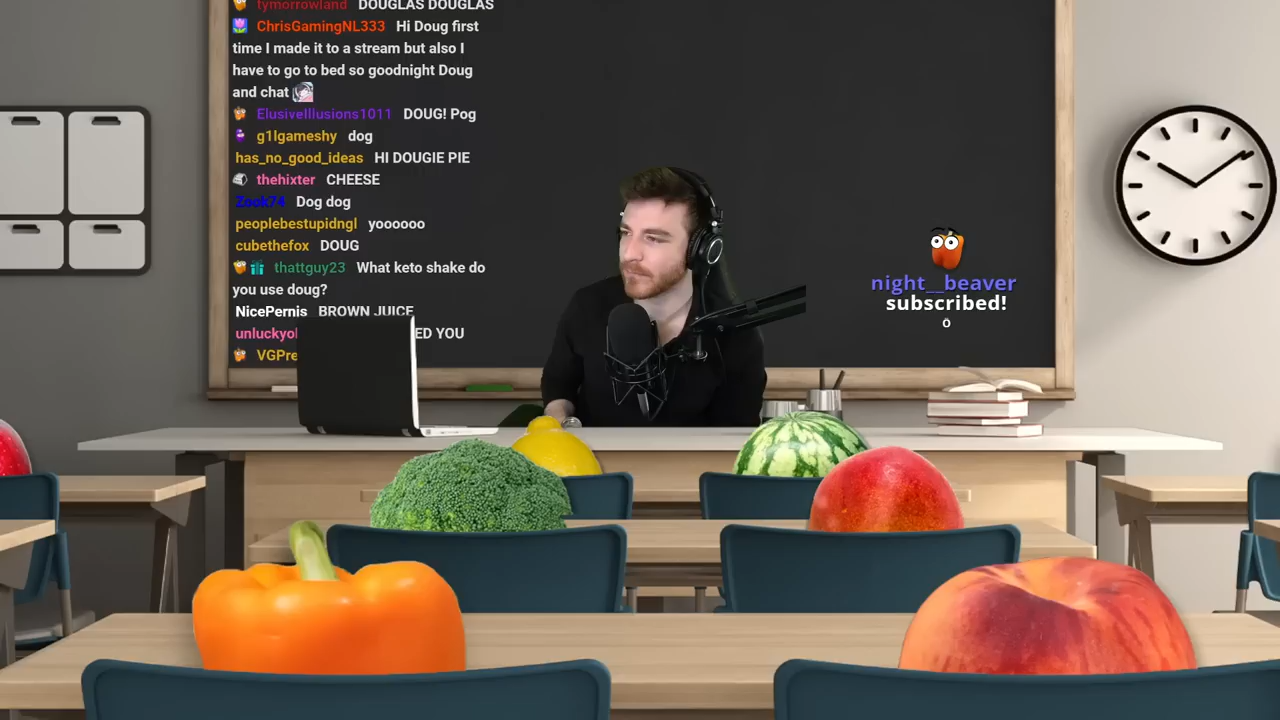 tymorrowland DOUGLAS DOUGLAS
ChrisGamingNL333 Hi Doug first
time I made it to a stream but also I
have to go to bed so goodnight Doug
and chat
ElusiveIllusions1011 DOUG! Pog
g1lgameshy dog
has_no_good_ideas HI DOUGIE PIE
thehixter CHEESE
Zook74 Dog dog
peoplebestupidngl yoooooo
cubethefox DOUG
thattguy23 What keto shake do
you use doug?
NicePernis BROWN JUICE
YOU
night__beaver
subscribed!